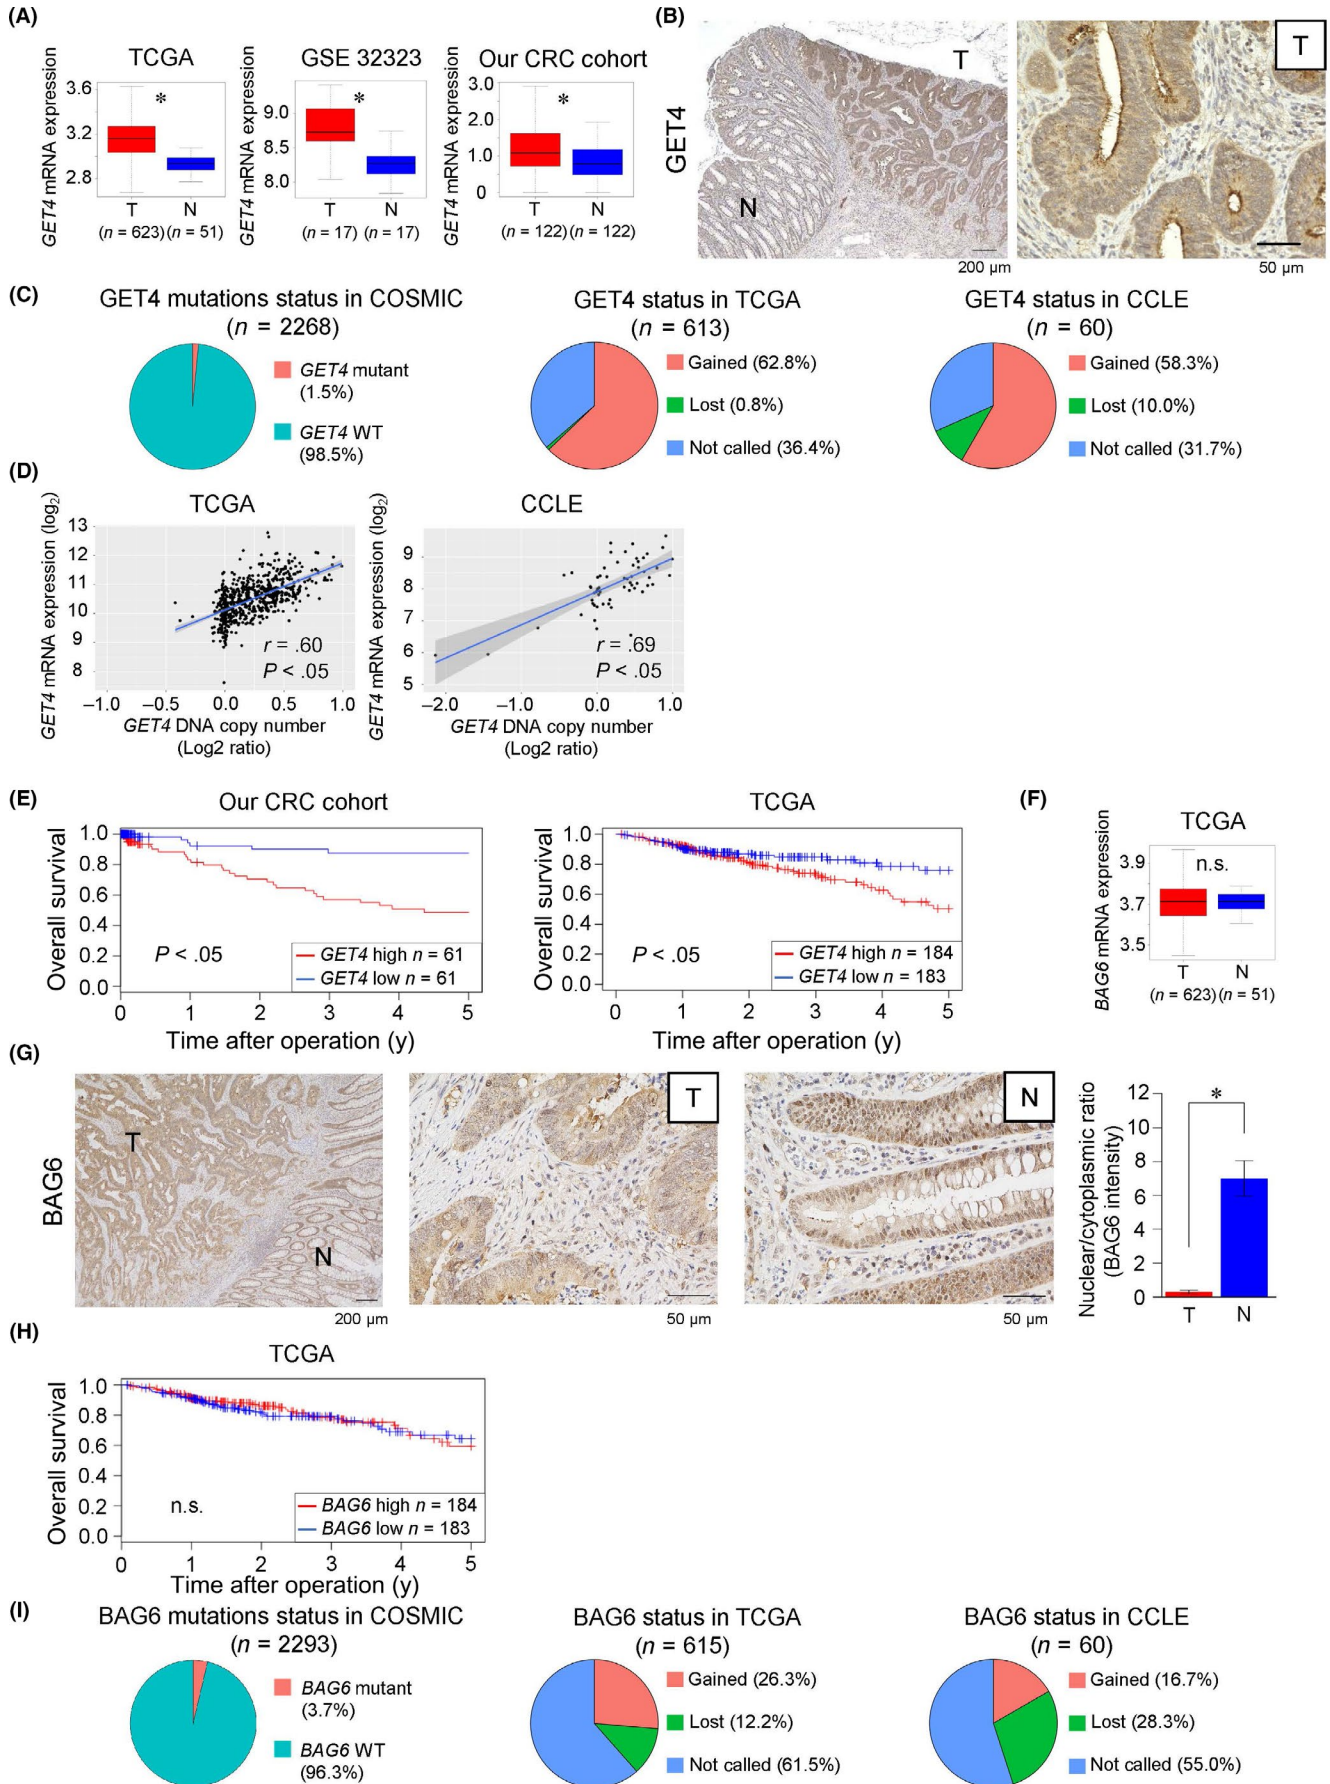 (A)
TCGA
GET4 mRNA expression
3.6
3.2
2.8
*
T
N
(n = 623)
(n = 51)
GSE 32323
GET4 mRNA expression
9.0
8.5
8.0
*
T
N
(n = 17)
(n = 17)
Our CRC cohort
GET4 mRNA expression
3.0
2.0
1.0
0
*
T
N
(n = 122)
(n = 122)
(B)
GET4
T
N
200 μm
T
50 μm
(C)
GET4 mutations status in COSMIC
(n = 2268)
GET4 mutant
(1.5%)
GET4 WT
(98.5%)
GET4 status in TCGA
(n = 613)
Gained (62.8%)
Lost (0.8%)
Not called (36.4%)
GET4 status in CCLE
(n = 60)
Gained (58.3%)
Lost (10.0%)
Not called (31.7%)
(D)
TCGA
GET4 mRNA expression (log2)
13
12
11
10
9
8
r = .60
P < .05
−1.0 −0.5 0.0 0.5 1.0
GET4 DNA copy number
(Log2 ratio)
CCLE
GET4 mRNA expression (log2)
9
8
7
6
5
r = .69
P < .05
−2.0 −1.0 0.0 1.0
GET4 DNA copy number
(Log2 ratio)
(E)
Our CRC cohort
Overall survival
1.0
0.8
0.6
0.4
0.2
0.0
P < .05
GET4 high n = 61
GET4 low n = 61
0 1 2 3 4 5
Time after operation (y)
TCGA
Overall survival
1.0
0.8
0.6
0.4
0.2
0.0
P < .05
GET4 high n = 184
GET4 low n = 183
0 1 2 3 4 5
Time after operation (y)
(F)
TCGA
BAG6 mRNA expression
3.9
3.7
3.5
n.s.
T
N
(n = 623)
(n = 51)
(G)
BAG6
T
N
200 μm
T
50 μm
N
50 μm
Nuclear/cytoplasmic ratio
(BAG6 intensity)
12
10
8
6
4
2
0
*
T
N
(H)
TCGA
Overall survival
1.0
0.8
0.6
0.4
0.2
0.0
n.s.
BAG6 high n = 184
BAG6 low n = 183
0 1 2 3 4 5
Time after operation (y)
(I)
BAG6 mutations status in COSMIC
(n = 2293)
BAG6 mutant
(3.7%)
BAG6 WT
(96.3%)
BAG6 status in TCGA
(n = 615)
Gained (26.3%)
Lost (12.2%)
Not called (61.5%)
BAG6 status in CCLE
(n = 60)
Gained (16.7%)
Lost (28.3%)
Not called (55.0%)